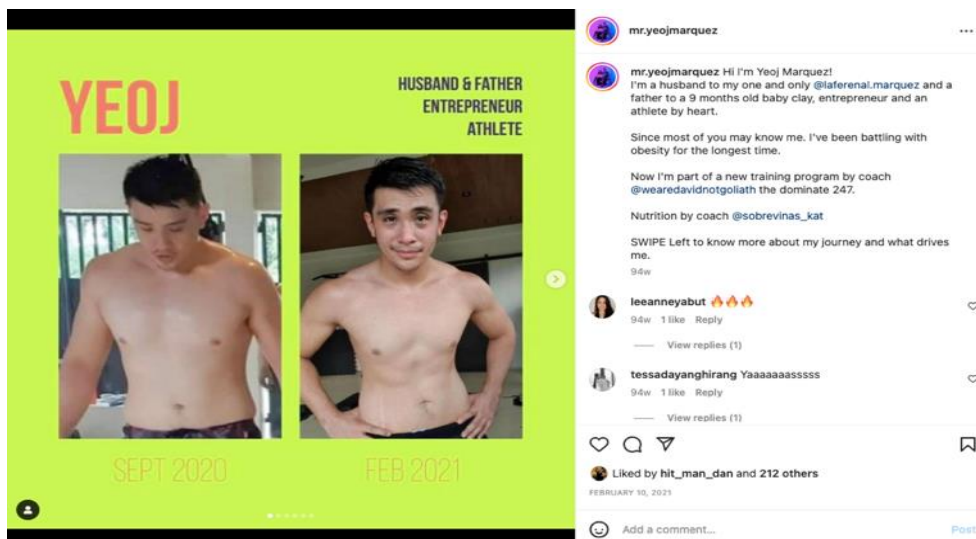 YEOJ
HUSBAND & FATHER
ENTREPRENEUR
ATHLETE
SEPT 2020
FEB 2021
mr.yeojmarquez
mr.yeojmarquez Hi I'm Yeoj Marquez!
I'm a husband to my one and only @laferenal.marquez and a
father to a 9 months old baby clay, entrepreneur and an
athlete by heart.
Since most of you may know me. I've been battling with
obesity for the longest time.
Now I'm part of a new training program by coach
@wearedavidnotgoliath the dominate 247.
Nutrition by coach @sobrevinas_kat
SWIPE Left to know more about my journey and what drives
me.
94w
leeanneyabut 🔥🔥🔥
94w 1 like Reply
View replies (1)
tessadayanghirang Yaaaaaaasssss
94w 1 like Reply
View replies (1)
Liked by hit_man_dan and 212 others
FEBRUARY 10, 2021
Add a comment...
Post